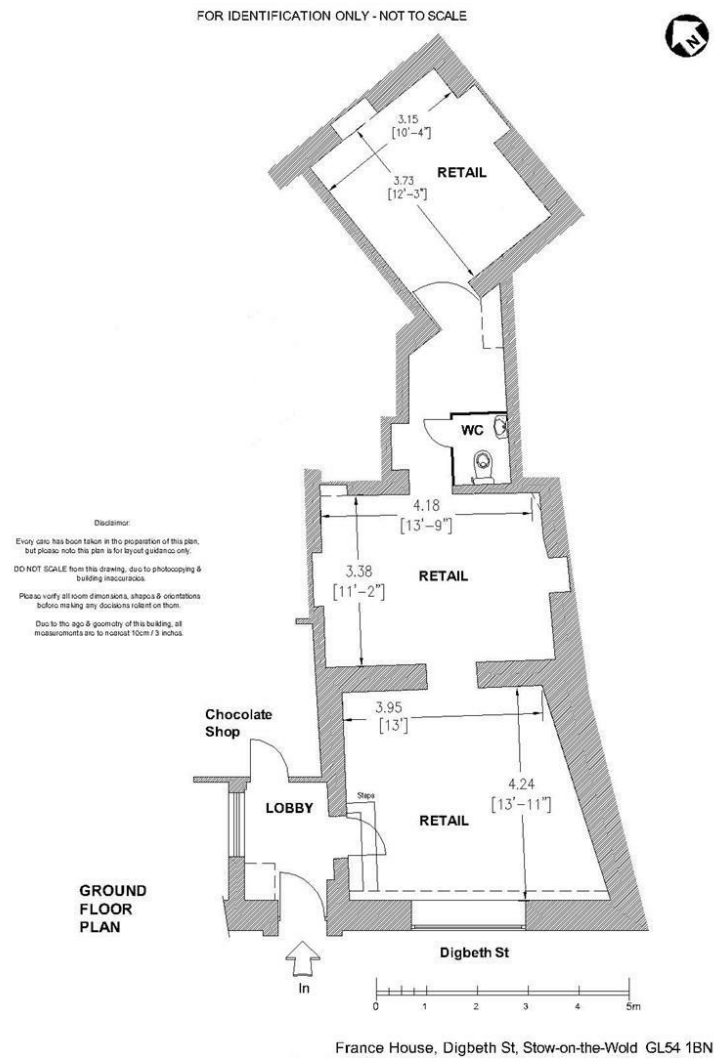 FOR IDENTIFICATION ONLY - NOT TO SCALE
N
3.15
[10'-4"]
RETAIL
3.73
[12'-3"]
WC
4.18
[13'-9"]
Disclaimer:
Every care has been taken in the preparation of this plan,
but please note this plan is for layout guidance only.
DO NOT SCALE from this drawing, due to photocopying &
building inaccuracies.
Please verify all room dimensions, shapes & orientations
before making any decisions reliant on them.
Due to the age & geometry of this building, all
measurements are to nearest 10cm / 3 inches.
3.38
[11'-2"]
RETAIL
Chocolate
Shop
3.95
[13']
4.24
[13'-11"]
LOBBY
Steps
RETAIL
GROUND
FLOOR
PLAN
Digbeth St
In
0 1 2 3 4 5m
France House, Digbeth St, Stow-on-the-Wold GL54 1BN